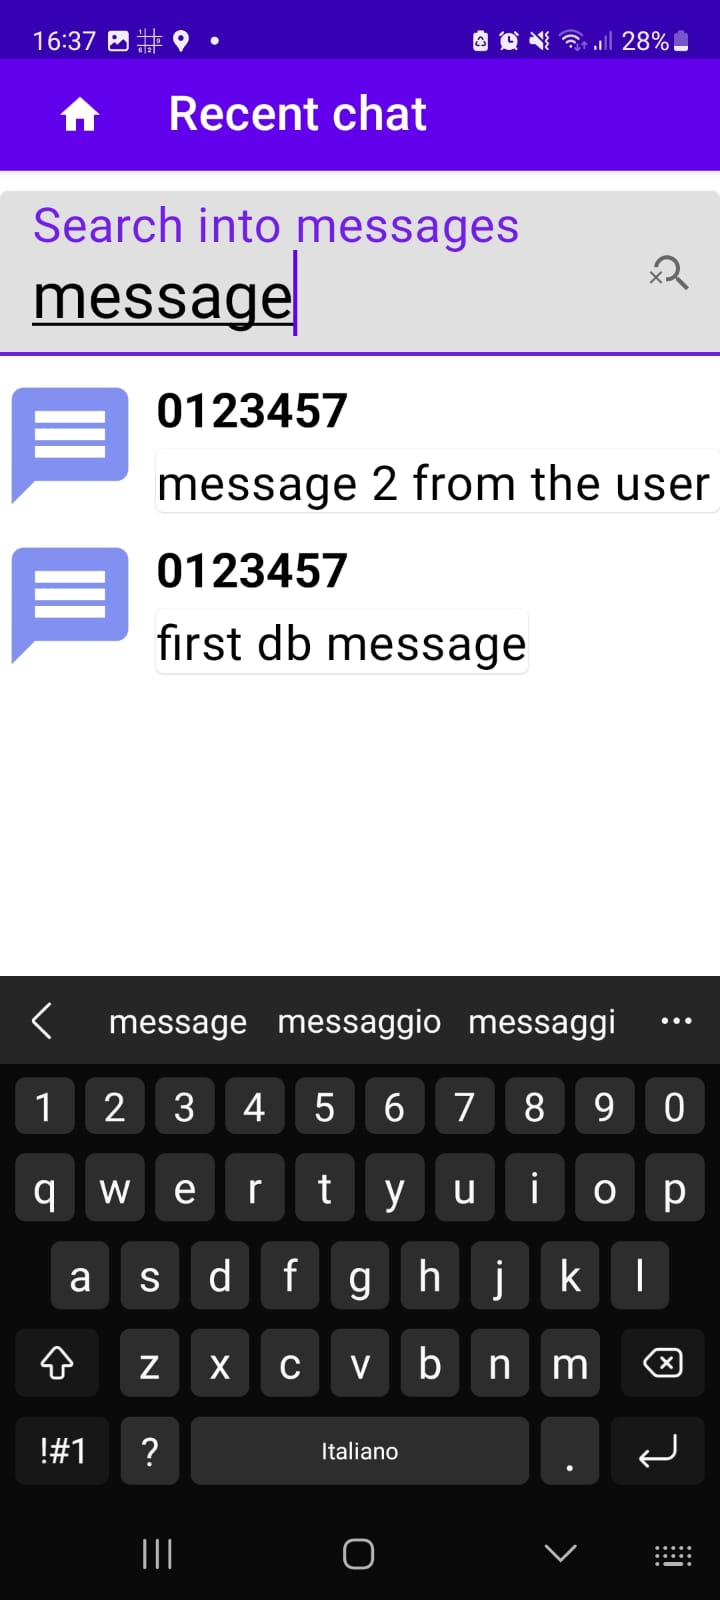 16:37 28%
Recent chat
Search into messages
message
0123457
message 2 from the user
0123457
first db message
message messaggio messaggi
1 2 3 4 5 6 7 8 9 0
q w e r t y u i o p
a s d f g h j k l
z x c v b n m
!#1 ? Italiano .